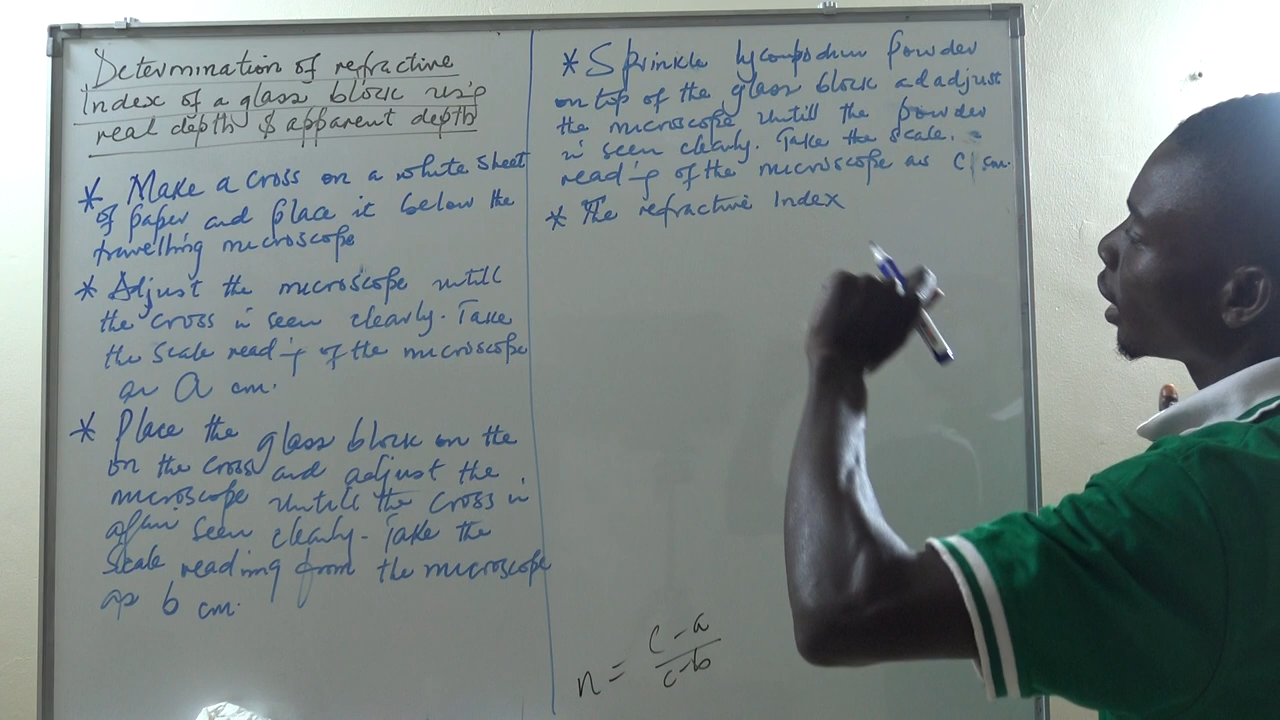 Determination of refractive
Index of a glass block using
real depth & apparent depth
* Make a cross on a white sheet
of paper and place it below the
travelling microscope
* Adjust the microscope untill
the cross is seen clearly. Take
the scale reading of the microscope
as a cm.
* Place the glass block on the
on the cross and adjust the
microscope untill the cross is
again seen clearly. Take the
scale reading from the microscope
as b cm.
* Sprinkle lycompodium powder
on top of the glass block ad adjust
the microscope untill the powder
is seen clearly. Take the scale.
reading of the microscope as c cm.
* The refractive Index
n = c-a / c-b